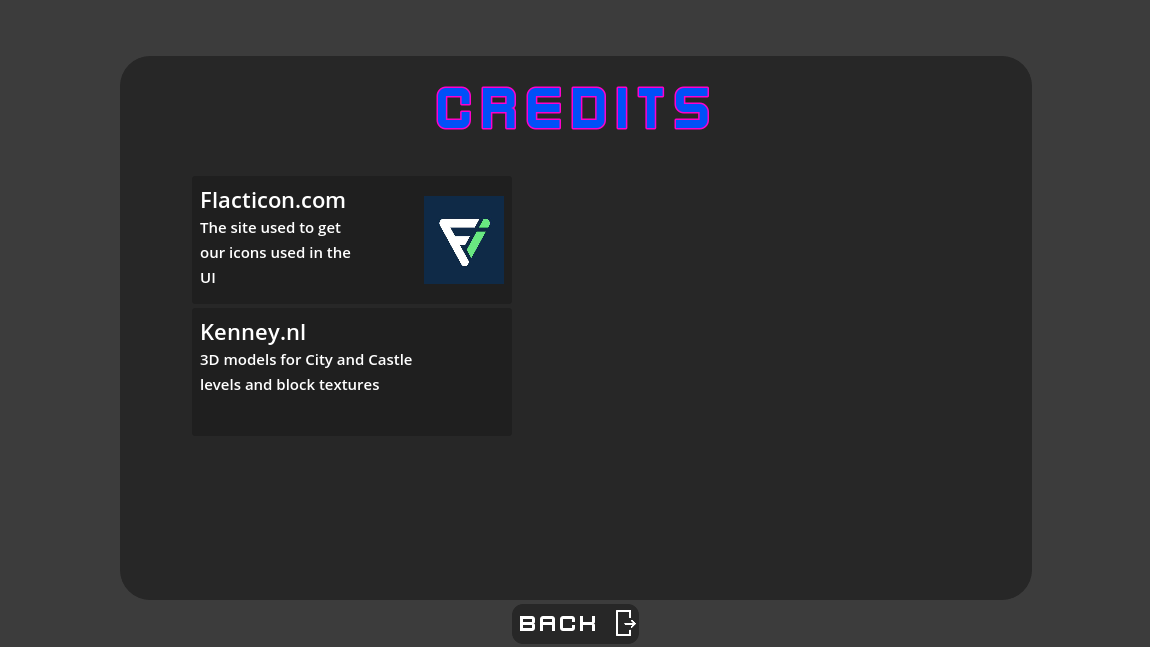 CREDITS
Flacticon.com
The site used to get
our icons used in the
UI
Kenney.nl
3D models for City and Castle
levels and block textures
BACK